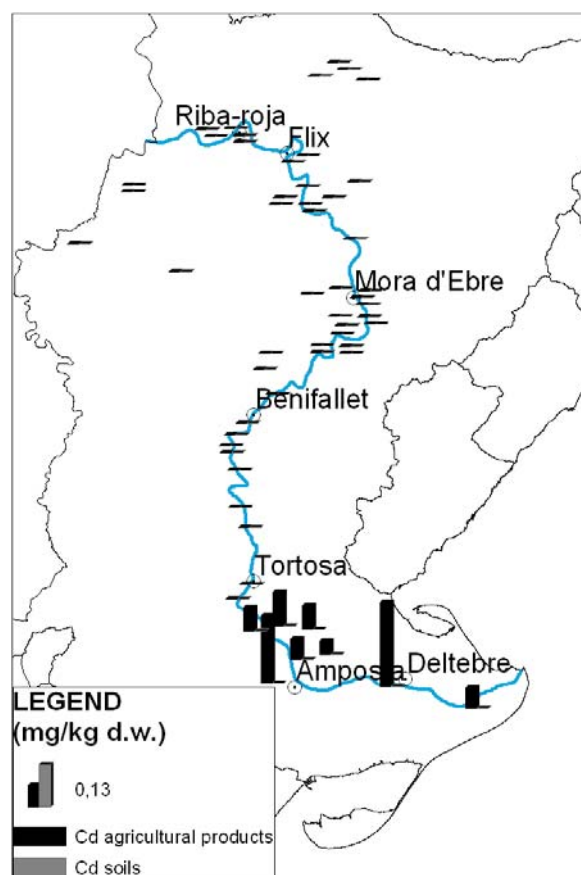 Riba-roja
Flix
Mora d'Ebre
Benifallet
Tortosa
Amposta
Deltebre
LEGEND
(mg/kg d.w.)
0,13
Cd agricultural products
Cd soils